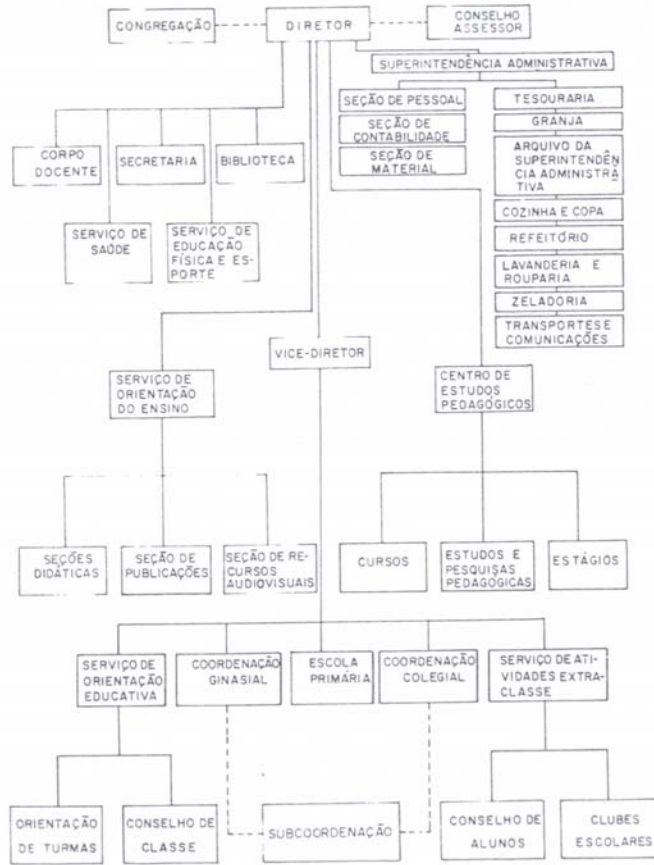 CONGREGAÇÃO
DIRETOR
CONSELHO
ASSESSOR
SUPERINTENDÊNCIA ADMINISTRATIVA
SEÇÃO DE PESSOAL
SEÇÃO DE
CONTABILIDADE
SEÇÃO DE
MATERIAL
TESOURARIA
GRANJA
ARQUIVO DA
SUPERINTENDÊN
CIA ADMINISTRA
TIVA
COZINHA E COPA
REFEITÓRIO
LAVANDERIA E
ROUPARIA
ZELADORIA
TRANSPORTES E
COMUNICAÇÕES
CORPO
DOCENTE
SECRETARIA
BIBLIOTECA
SERVIÇO DE
SAÚDE
SERVIÇO DE
EDUCAÇÃO
FÍSICA E ES-
PORTE
VICE-DIRETOR
SERVIÇO DE
ORIENTAÇÃO
DO ENSINO
CENTRO DE
ESTUDOS
PEDAGÓGICOS
SEÇÕES
DIDÁTICAS
SEÇÃO DE
PUBLICAÇÕES
SEÇÃO DE RE-
CURSOS
AUDIOVISUAIS
CURSOS
ESTUDOS E
PESQUISAS
PEDAGÓGICAS
ESTÁGIOS
SERVIÇO DE
ORIENTAÇÃO
EDUCATIVA
COORDENAÇÃO
GINASIAL
ESCOLA
PRIMÁRIA
COORDENAÇÃO
COLEGIAL
SERVIÇO DE ATI-
VIDADES EXTRA-
CLASSE
ORIENTAÇÃO
DE TURMAS
CONSELHO DE
CLASSE
SUBCOORDENAÇÃO
CONSELHO DE
ALUNOS
CLUBES
ESCOLARES